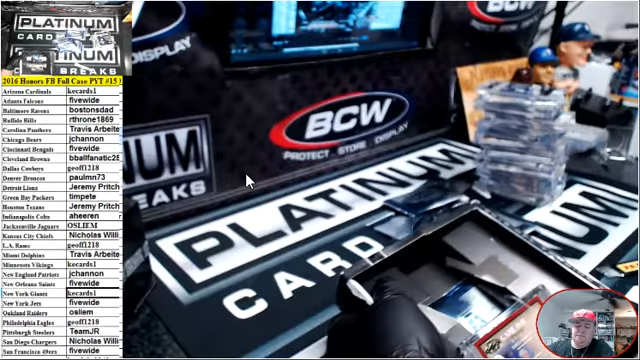 PLATINUM
CARD
BREAKS
DISPLAY
BCW
2016 Honors FB Full Case PYT #15
Arizona Cardinals kecards1
Atlanta Falcons fivewide
Baltimore Ravens bostonsdad
Buffalo Bills rthrone1869
Carolina Panthers Travis Arbeite
Chicago Bears jchannon
Cincinnati Bengals fivewide
Cleveland Browns bballfanatic25
Dallas Cowboys geoff1218
Denver Broncos paulmn73
Detroit Lions Jeremy Pritch
Green Bay Packers timpete
Houston Texans Jeremy Pritch
Indianapolis Colts aheeren
Jacksonville Jaguars OSLIEM
Kansas City Chiefs Nicholas Willi
L.A. Rams geoff1218
Miami Dolphins Travis Arbeite
Minnesota Vikings kecards1
New England Patriots jchannon
New Orleans Saints fivewide
New York Giants kecards1
New York Jets fivewide
Oakland Raiders osliem
Philadelphia Eagles geoff1218
Pittsburgh Steelers TeamJR
San Diego Chargers Nicholas Willi
San Francisco 49ers fivewide
BCW
PROTECT. STORE. DISPLAY
NUM
EAKS
PLATINUM
CARD
NUM